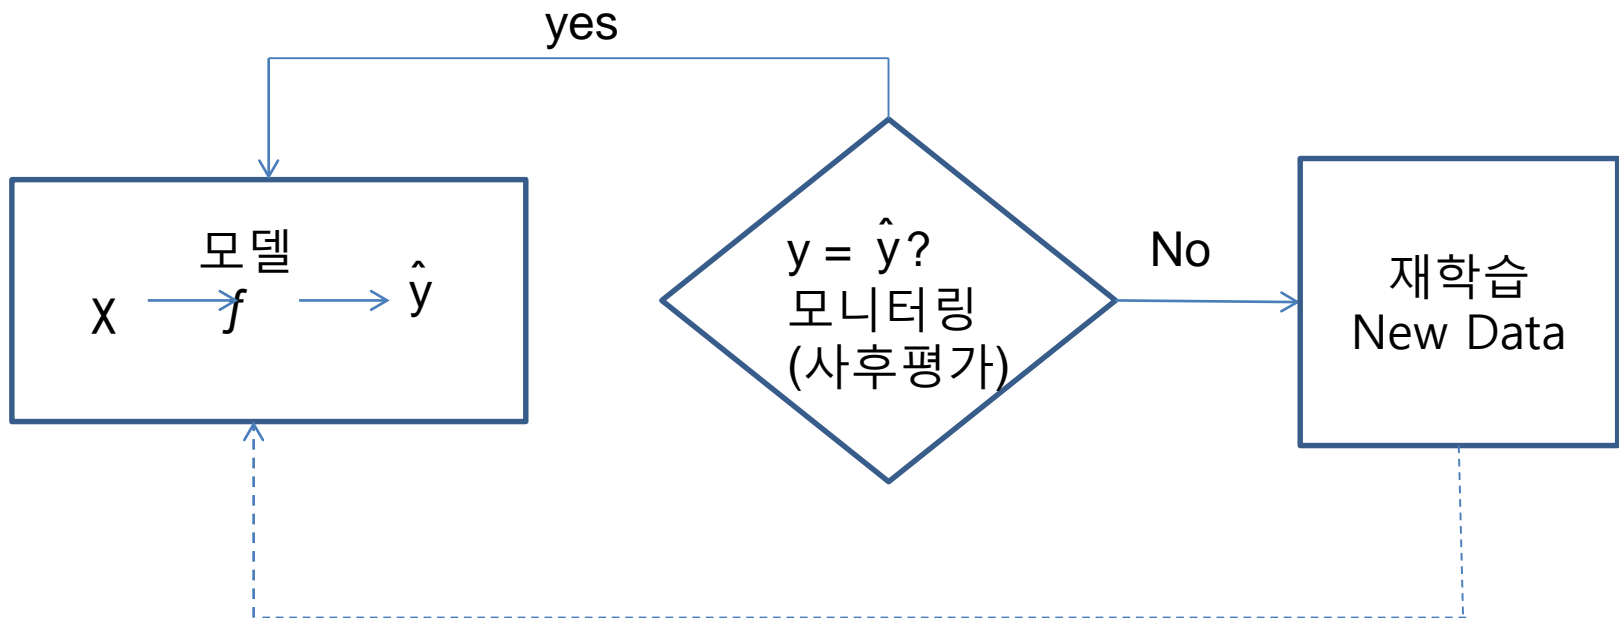 yes
모델
x f ŷ
y = ŷ?
모니터링
(사후평가)
No
재학습
New Data